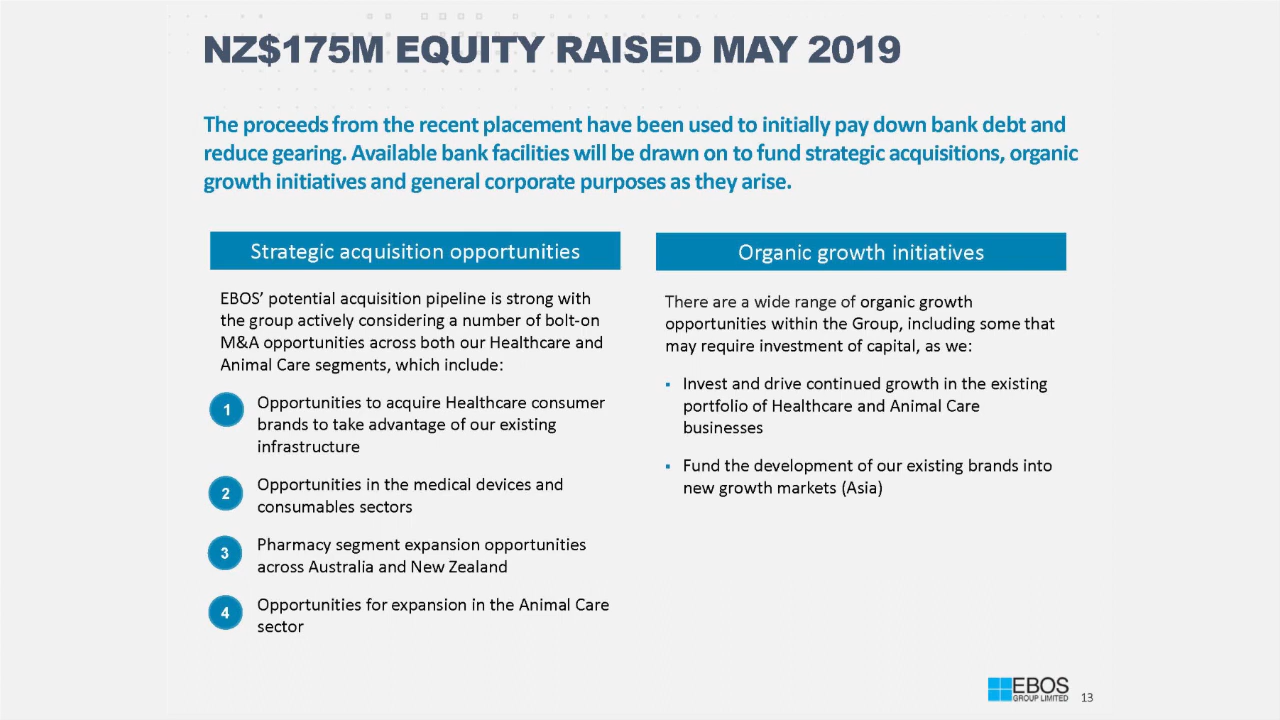 NZ$175M EQUITY RAISED MAY 2019
The proceeds from the recent placement have been used to initially pay down bank debt and
reduce gearing. Available bank facilities will be drawn on to fund strategic acquisitions, organic
growth initiatives and general corporate purposes as they arise.
Strategic acquisition opportunities
EBOS’ potential acquisition pipeline is strong with
the group actively considering a number of bolt-on
M&A opportunities across both our Healthcare and
Animal Care segments, which include:
1 Opportunities to acquire Healthcare consumer
brands to take advantage of our existing
infrastructure
2 Opportunities in the medical devices and
consumables sectors
3 Pharmacy segment expansion opportunities
across Australia and New Zealand
4 Opportunities for expansion in the Animal Care
sector
Organic growth initiatives
There are a wide range of organic growth
opportunities within the Group, including some that
may require investment of capital, as we:
▪ Invest and drive continued growth in the existing
portfolio of Healthcare and Animal Care
businesses
▪ Fund the development of our existing brands into
new growth markets (Asia)
EBOS
GROUP LIMITED
13